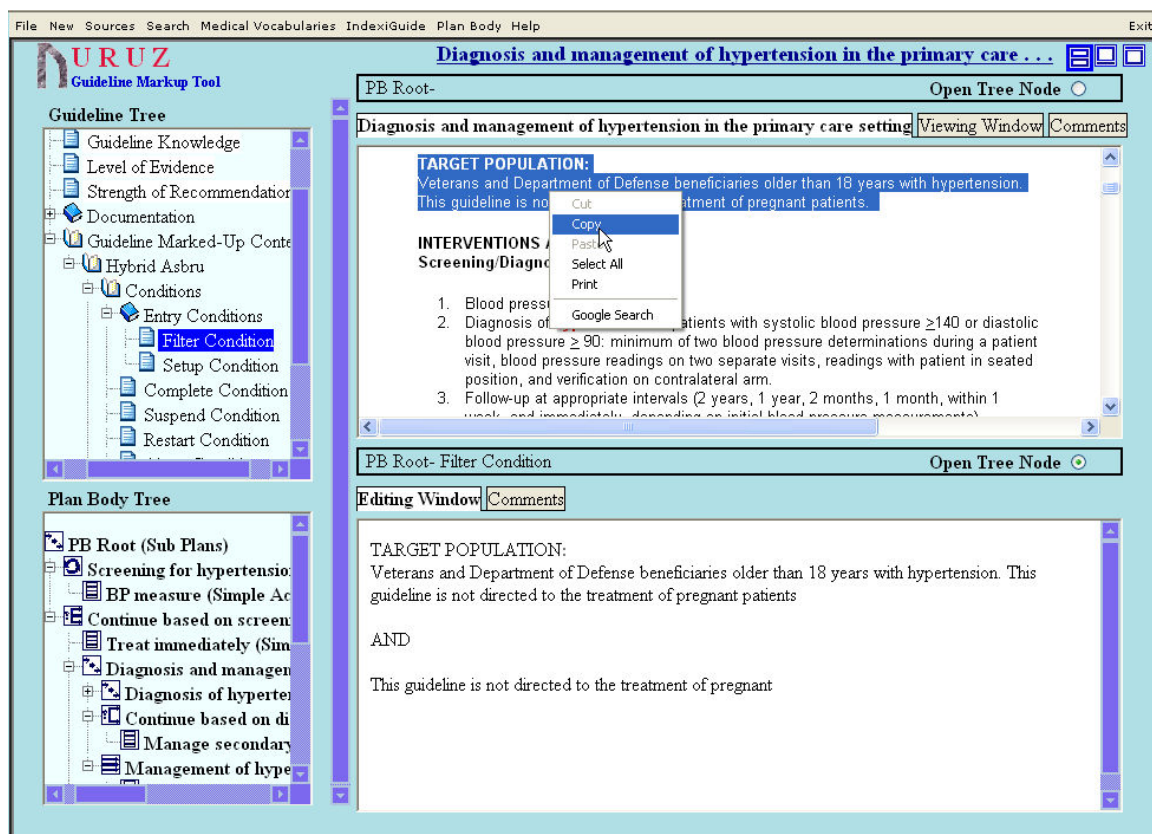 File New Sources Search Medical Vocabularies IndexiGuide Plan Body Help Exit
URUZ
Guideline Markup Tool
Diagnosis and management of hypertension in the primary care . . .
Guideline Tree
Guideline Knowledge
Level of Evidence
Strength of Recommendation
Documentation
Guideline Marked-Up Conte
Hybrid Asbru
Conditions
Entry Conditions
Filter Condition
Setup Condition
Complete Condition
Suspend Condition
Restart Condition
Plan Body Tree
PB Root (Sub Plans)
Screening for hypertensio
BP measure (Simple Ac
Continue based on screen
Treat immediately (Sim
Diagnosis and managen
Diagnosis of hyperte
Continue based on di
Manage secondary
Management of hype
PB Root- Open Tree Node
Diagnosis and management of hypertension in the primary care setting Viewing Window Comments
TARGET POPULATION:
Veterans and Department of Defense beneficiaries older than 18 years with hypertension.
This guideline is no atment of pregnant patients.
INTERVENTIONS
Screening/Diagno
1. Blood press
2. Diagnosis of atients with systolic blood pressure ≥140 or diastolic
blood pressure ≥ 90: minimum of two blood pressure determinations during a patient
visit, blood pressure readings on two separate visits, readings with patient in seated
position, and verification on contralateral arm.
3. Follow-up at appropriate intervals (2 years, 1 year, 2 months, 1 month, within 1
week, and immediately, depending on initial blood pressure measurements)
Cut
Copy
Paste
Select All
Print
Google Search
PB Root- Filter Condition Open Tree Node
Editing Window Comments
TARGET POPULATION:
Veterans and Department of Defense beneficiaries older than 18 years with hypertension. This
guideline is not directed to the treatment of pregnant patients
AND
This guideline is not directed to the treatment of pregnant